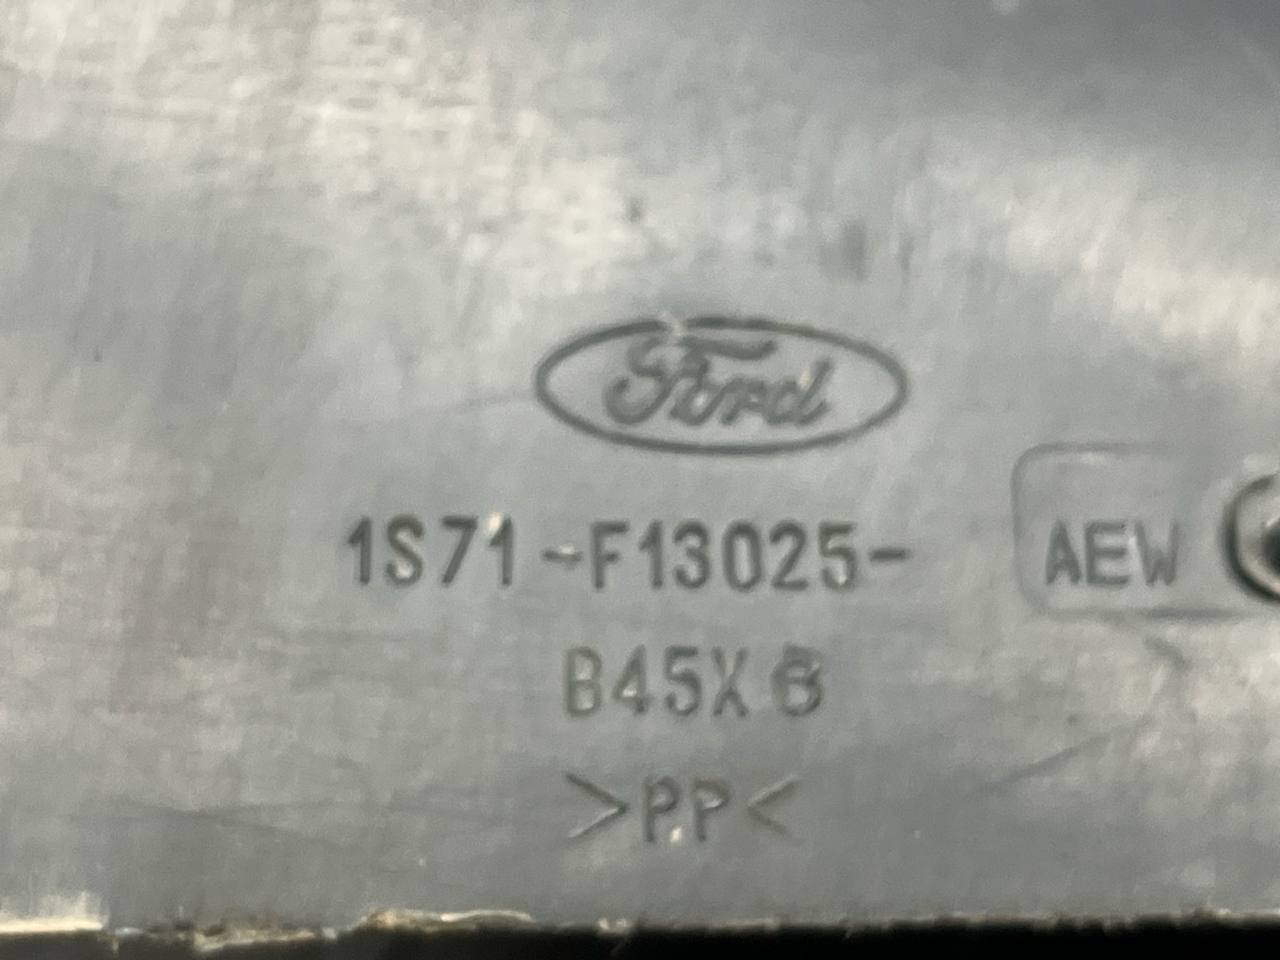 Ford
1S71-F13025- AEW
B45X
>PP<